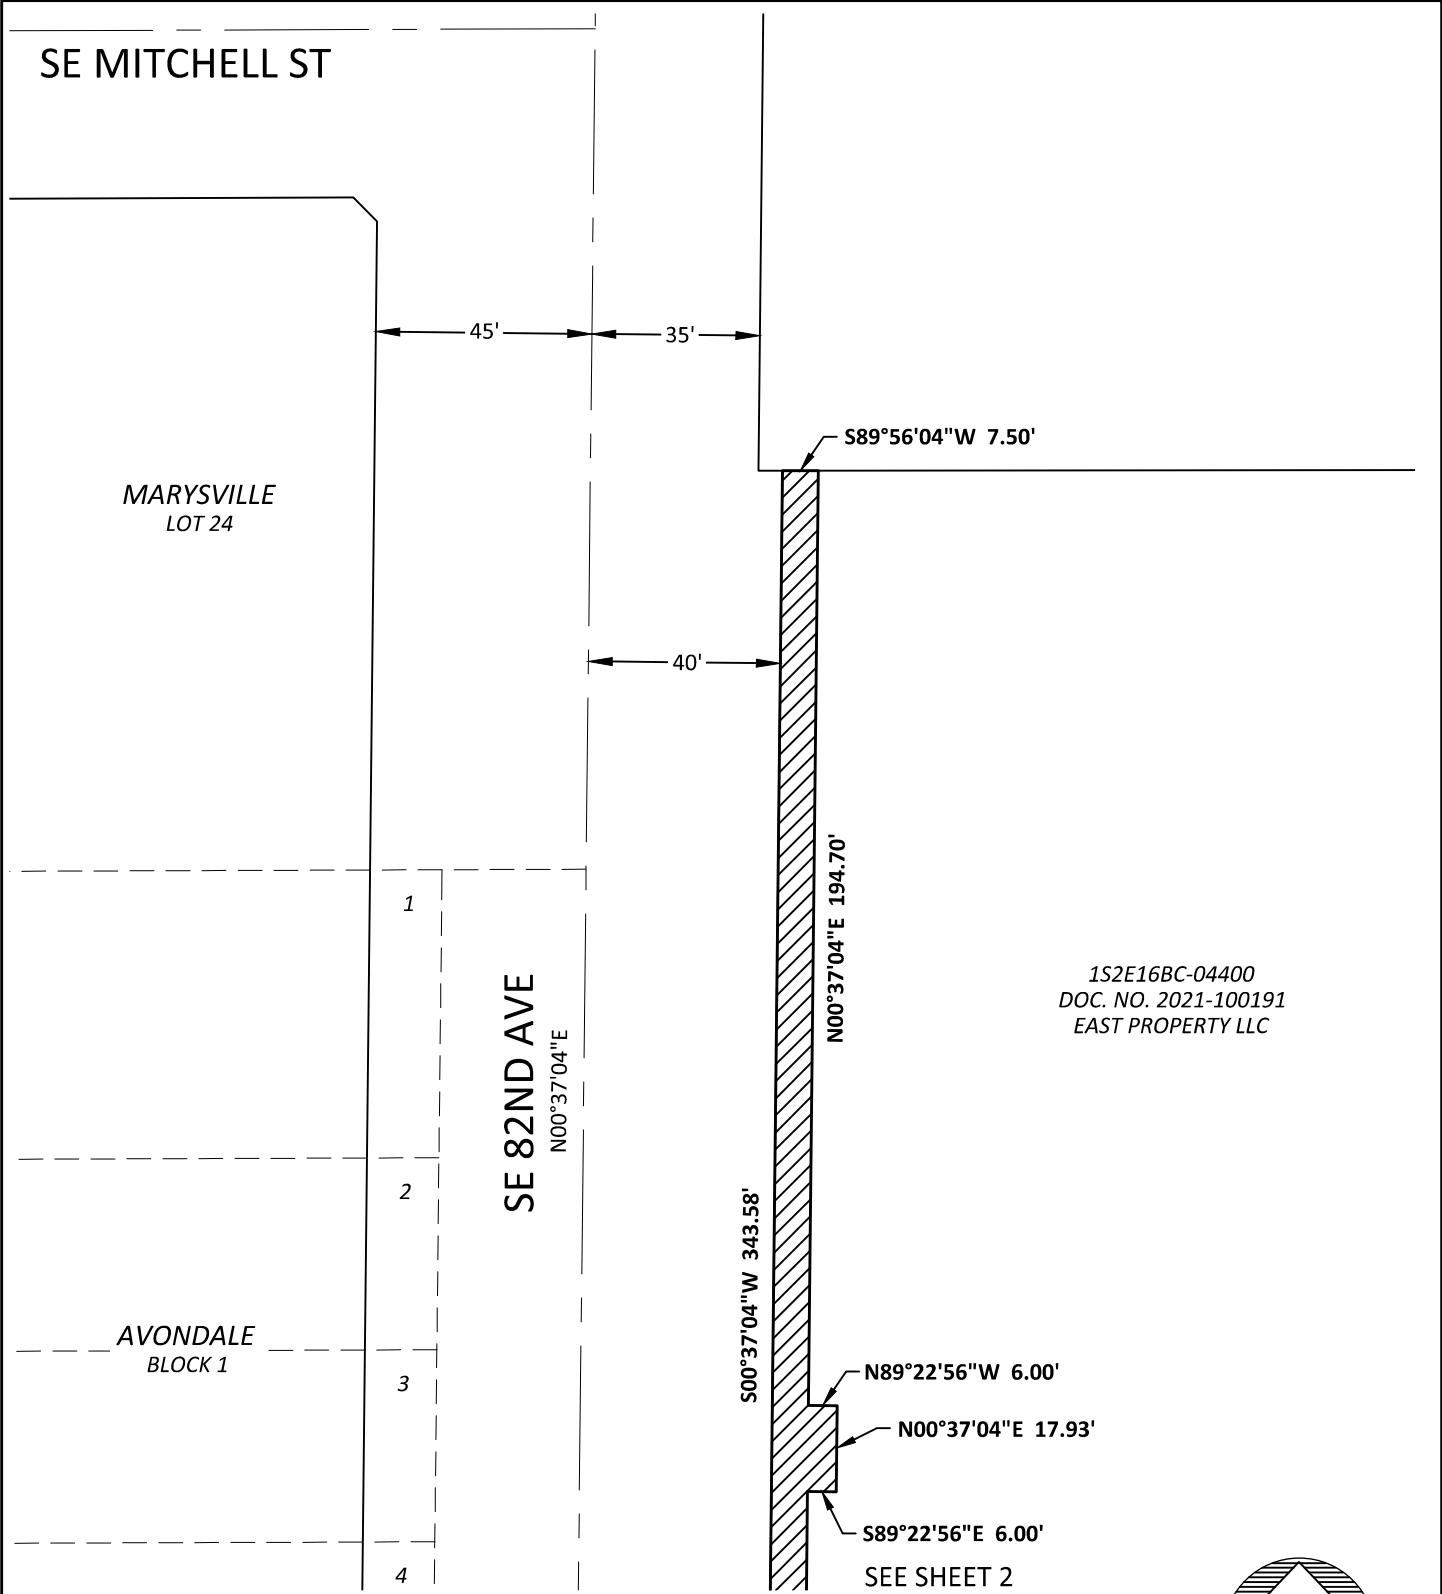 SE MITCHELL ST
45'
35'
S89°56'04"W 7.50'
MARYSVILLE
LOT 24
40'
N00°37'04"E 194.70'
1
1S2E16BC-04400
DOC. NO. 2021-100191
EAST PROPERTY LLC
SE 82ND AVE
N00°37'04"E
2
S00°37'04"W 343.58'
AVONDALE
BLOCK 1
3
N89°22'56"W 6.00'
N00°37'04"E 17.93'
S89°22'56"E 6.00'
4
SEE SHEET 2